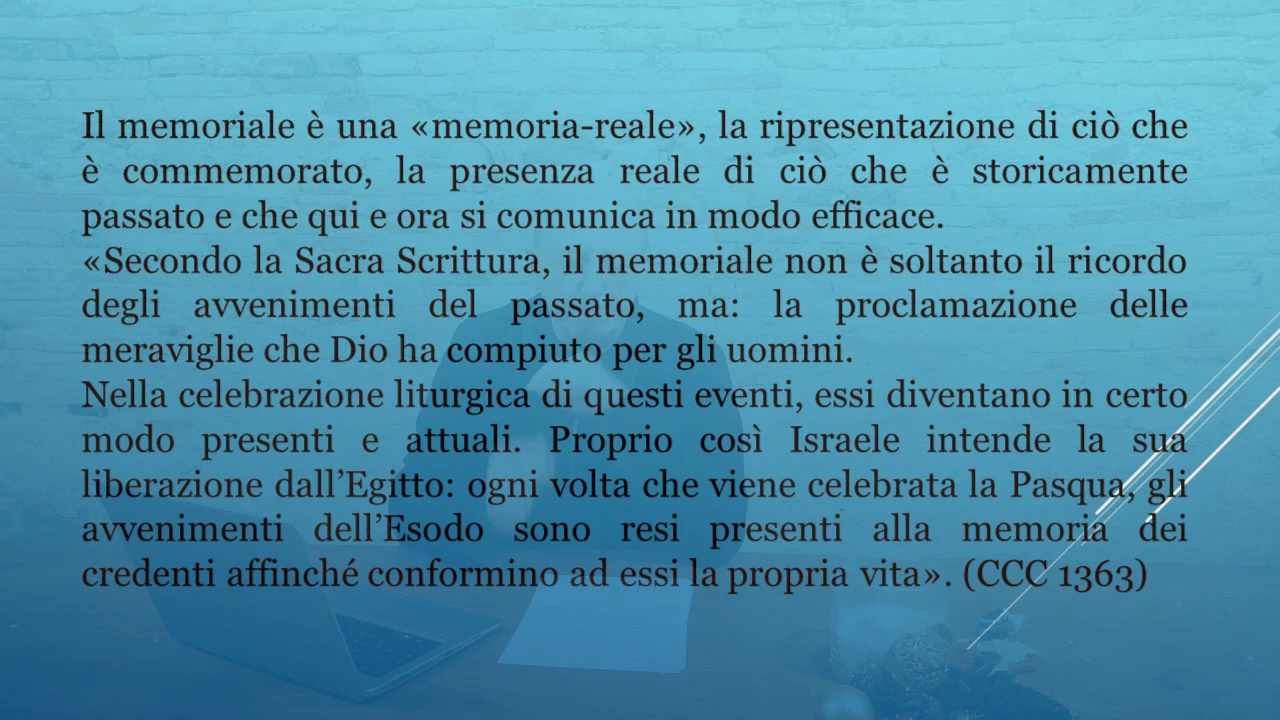 Il memoriale è una «memoria-reale», la ripresentazione di ciò che
è commemorato, la presenza reale di ciò che è storicamente
passato e che qui e ora si comunica in modo efficace.
«Secondo la Sacra Scrittura, il memoriale non è soltanto il ricordo
degli avvenimenti del passato, ma: la proclamazione delle
meraviglie che Dio ha compiuto per gli uomini.
Nella celebrazione liturgica di questi eventi, essi diventano in certo
modo presenti e attuali. Proprio così Israele intende la sua
liberazione dall’Egitto: ogni volta che viene celebrata la Pasqua, gli
avvenimenti dell’Esodo sono resi presenti alla memoria dei
credenti affinché conformino ad essi la propria vita». (CCC 1363)